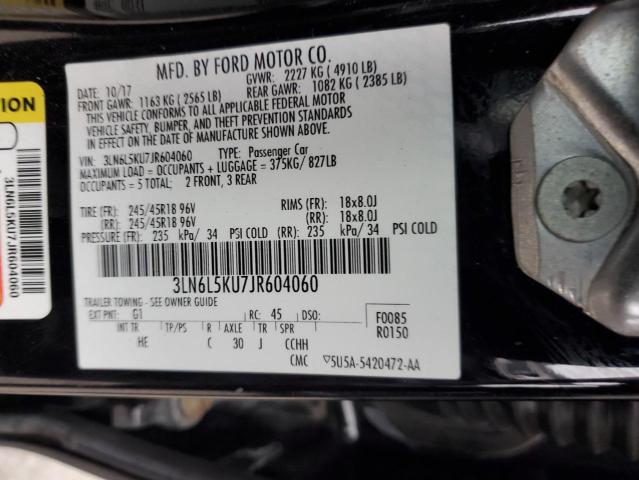 MFD. BY FORD MOTOR CO.
DATE: 10/17 GVWR: 2227 KG (4910 LB)
FRONT GAWR: 1163 KG (2565 LB) REAR GAWR: 1082 KG (2385 LB)
THIS VEHICLE CONFORMS TO ALL APPLICABLE FEDERAL MOTOR
VEHICLE SAFETY, BUMPER, AND THEFT PREVENTION STANDARDS
IN EFFECT ON THE DATE OF MANUFACTURE SHOWN ABOVE.
VIN: 3LN6L5KU7JR604060 TYPE: Passenger Car
MAXIMUM LOAD = OCCUPANTS + LUGGAGE = 375KG/ 827LB
OCCUPANTS = 5 TOTAL: 2 FRONT, 3 REAR
TIRE (FR): 245/45R18 96V RIMS (FR): 18x8.0J
(RR): 245/45R18 96V (RR): 18x8.0J
PRESSURE (FR): 235 kPa/ 34 PSI COLD (RR): 235 kPa/ 34 PSI COLD
3LN6L5KU7JR604060
TRAILER TOWING - SEE OWNER GUIDE
EXT PNT: G1 RC: 45 DSO: F0085
R0150
INT TR TP/PS R AXLE TR SPR
HE C 30 J CCHH
CMC ▽5U5A-5420472-AA
TION
3LN6L5KU7JR604060